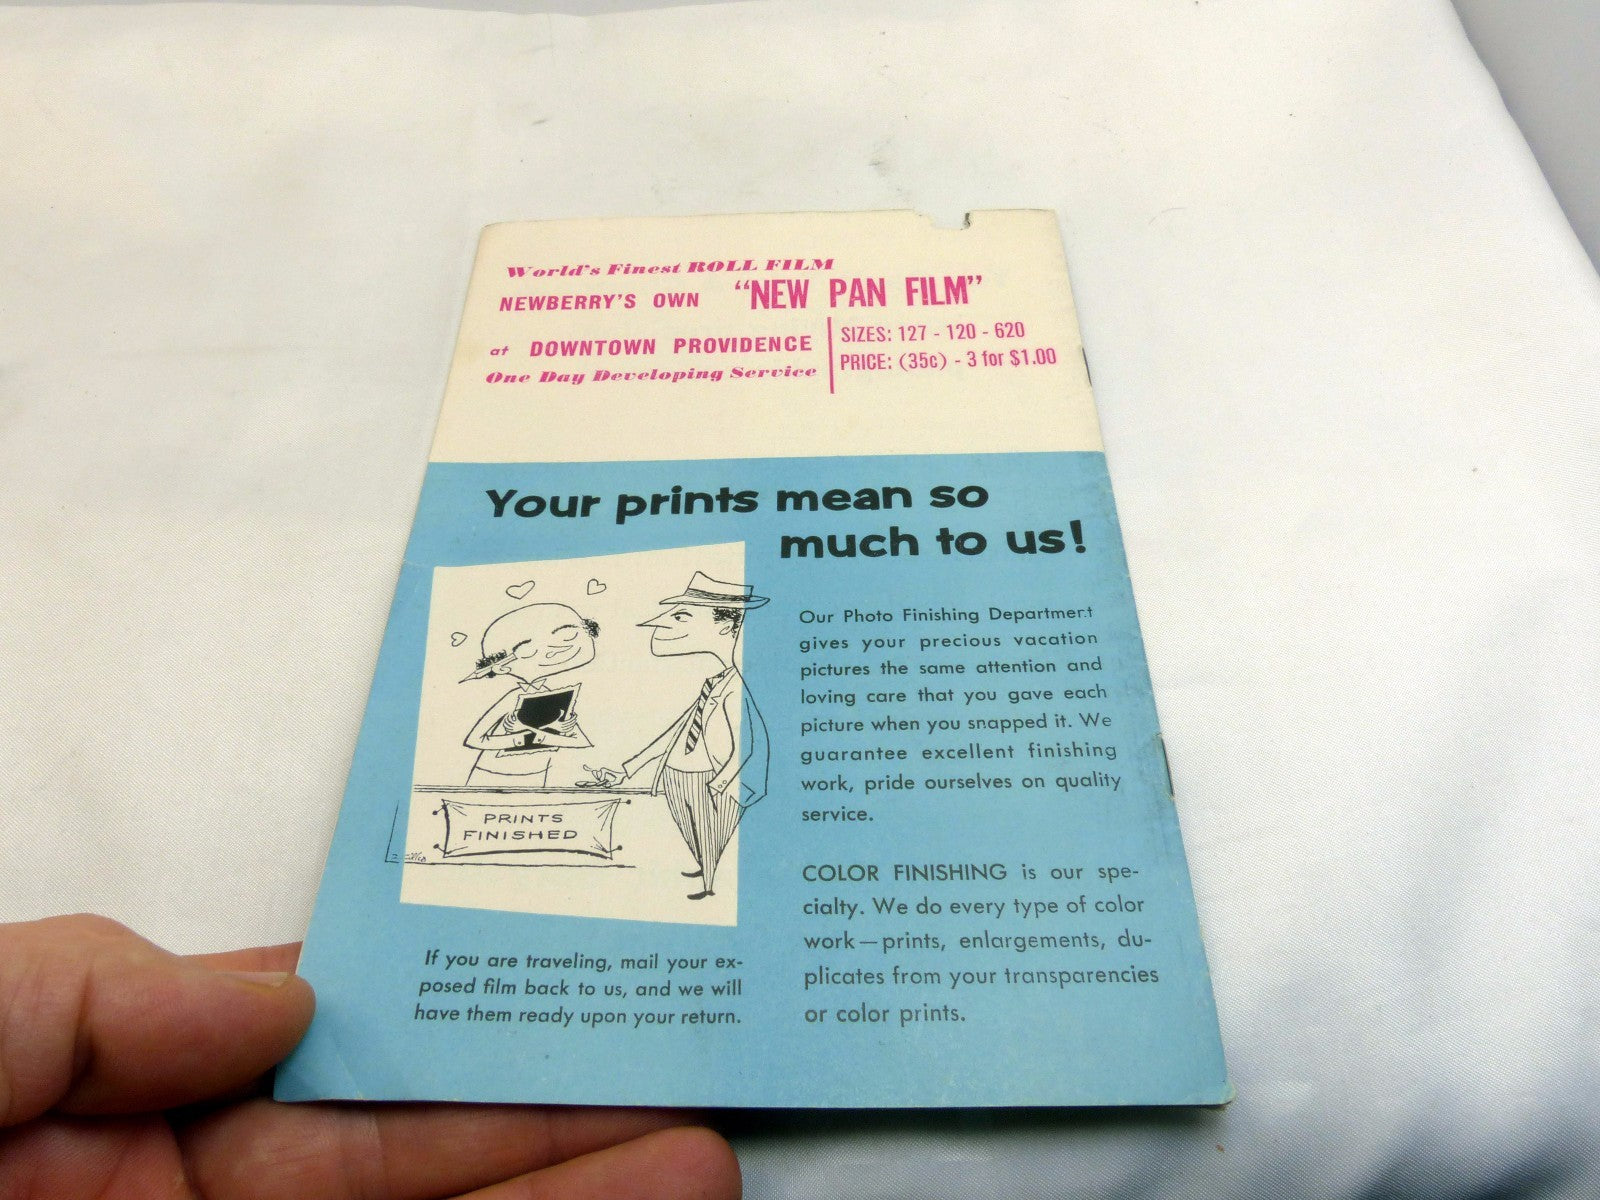 World's Finest ROLL FILM
NEWBERRY'S OWN "NEW PAN FILM"
at DOWNTOWN PROVIDENCE
One Day Developing Service
SIZES: 127 - 120 - 620
PRICE: (35c) - 3 for $1.00
Your prints mean so
much to us!
PRINTS
FINISHED
If you are traveling, mail your ex-
posed film back to us, and we will
have them ready upon your return.
Our Photo Finishing Department
gives your precious vacation
pictures the same attention and
loving care that you gave each
picture when you snapped it. We
guarantee excellent finishing
work, pride ourselves on quality
service.
COLOR FINISHING is our spe-
cialty. We do every type of color
work—prints, enlargements, du-
plicates from your transparencies
or color prints.